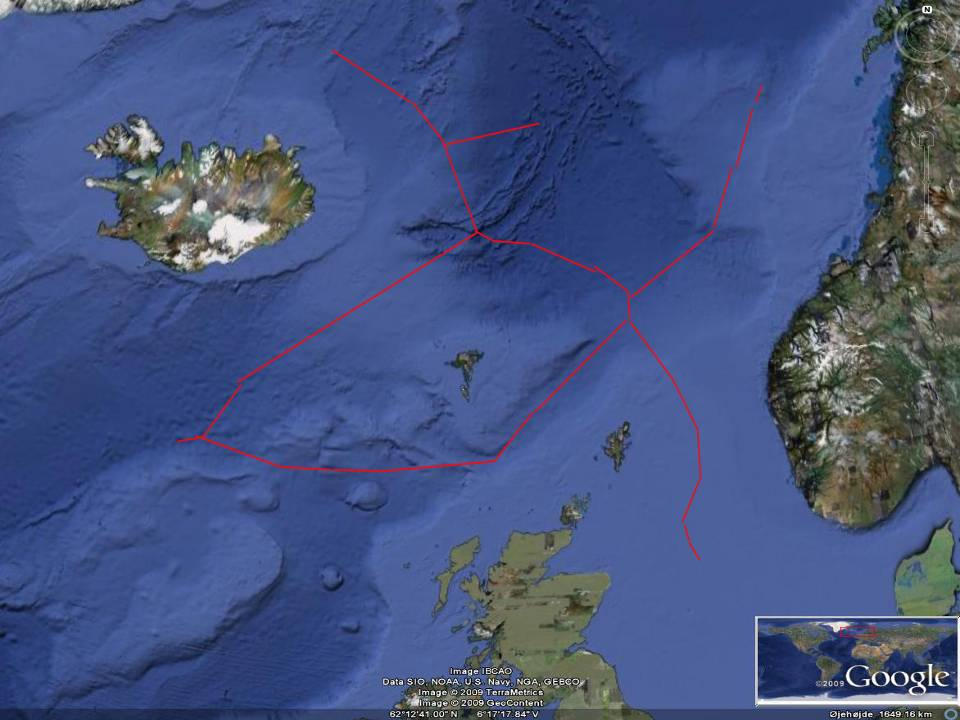 N
Image IBCAO
Data SIO, NOAA, U.S. Navy, NGA, GEBCO
Image © 2009 TerraMetrics
Image © 2009 GeoContent
62°12'41.00" N 6°17'17.84" V
©2009 Google
Øjehøjde 1649.16 km